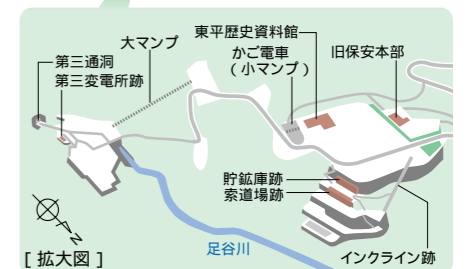 大マンプ
東平歴史資料館
かご電車
(小マンプ)
旧保安本部
第三通洞
第三変電所跡
貯鉱庫跡
索道場跡
N
[ 拡大図 ]
足谷川
インクライン跡